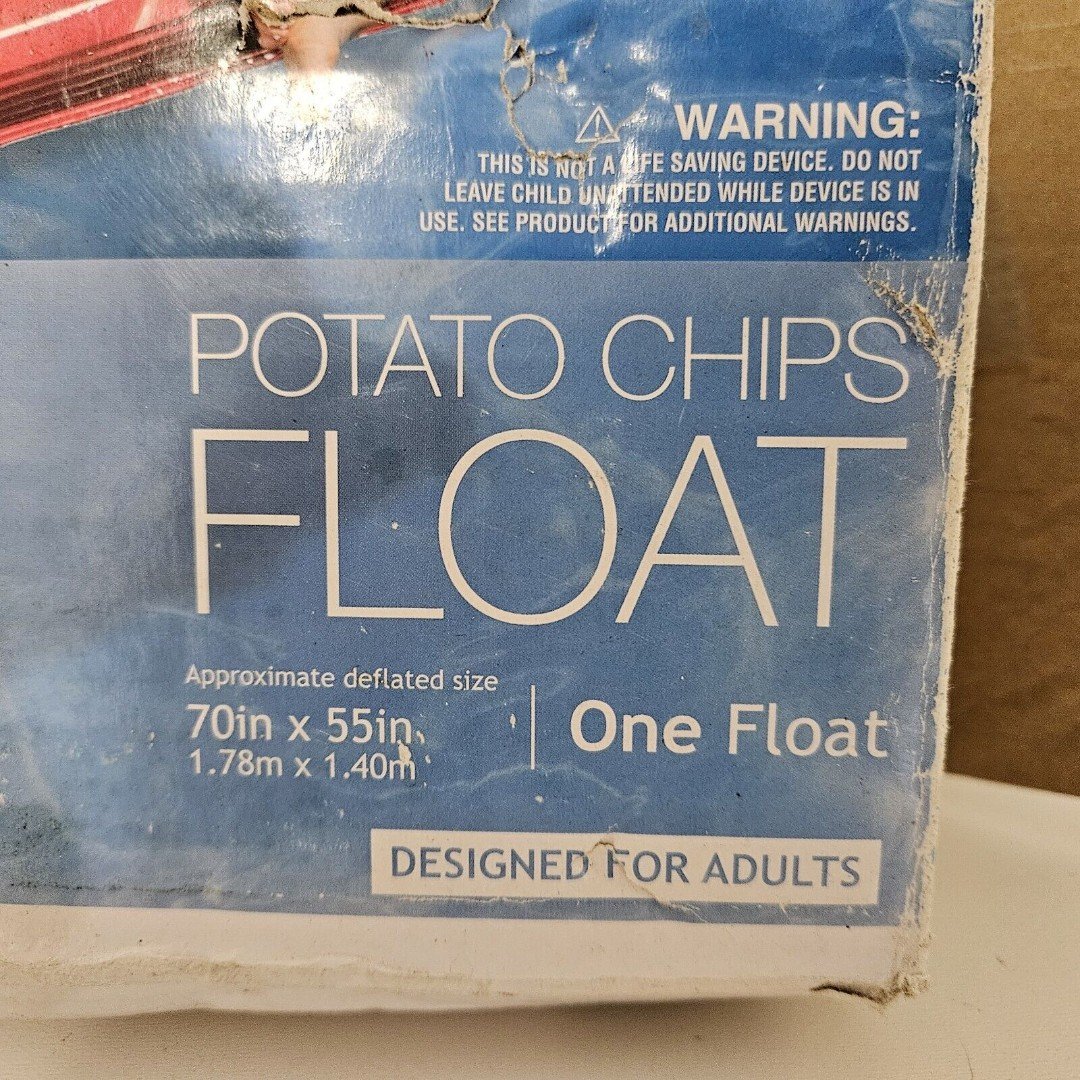 WARNING:
THIS IS NOT A LIFE SAVING DEVICE. DO NOT
LEAVE CHILD UNATTENDED WHILE DEVICE IS IN
USE. SEE PRODUCT FOR ADDITIONAL WARNINGS.
POTATO CHIPS
FLOAT
Approximate deflated size
70in x 55in
1.78m x 1.40m
One Float
DESIGNED FOR ADULTS